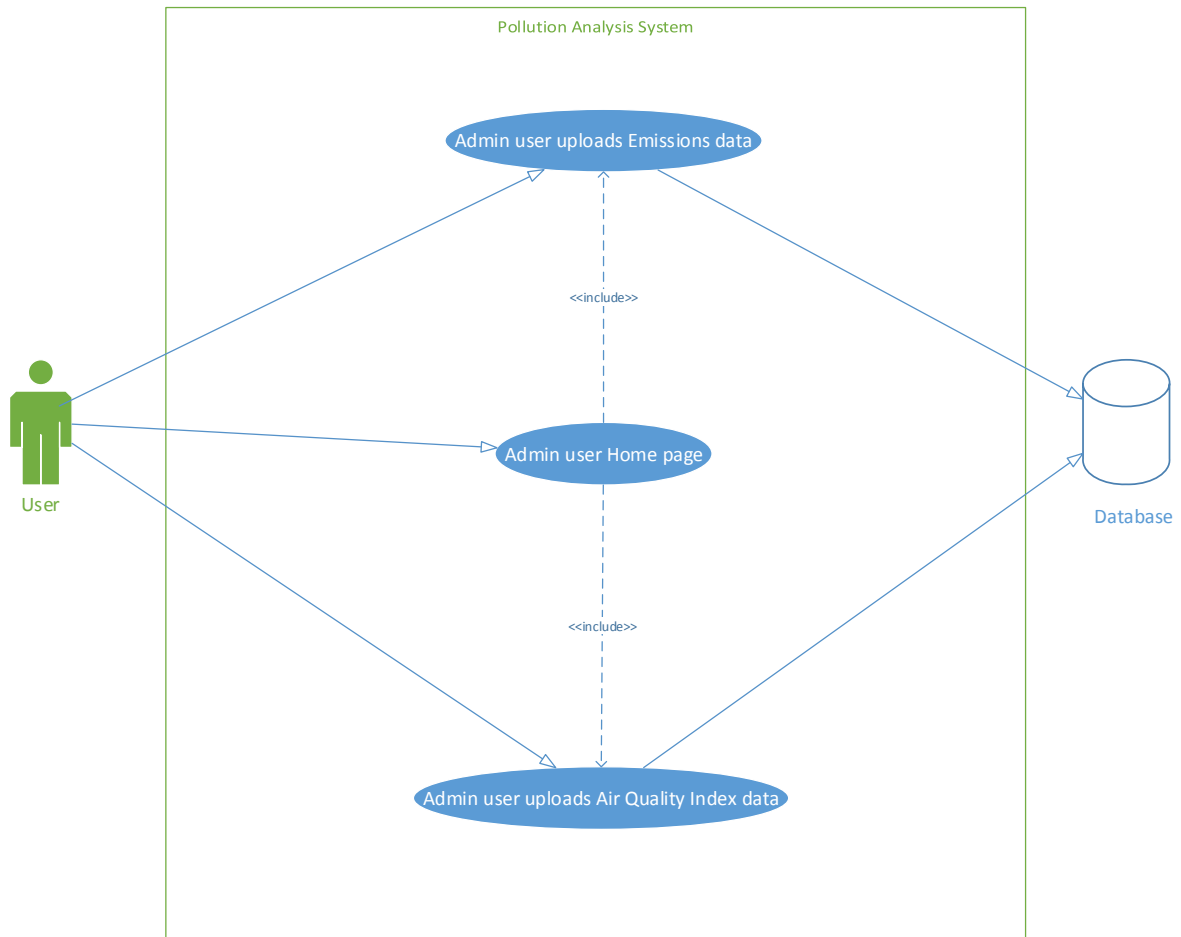 Pollution Analysis System
Admin user uploads Emissions data
<<include>>
Admin user Home page
User
Database
<<include>>
Admin user uploads Air Quality Index data